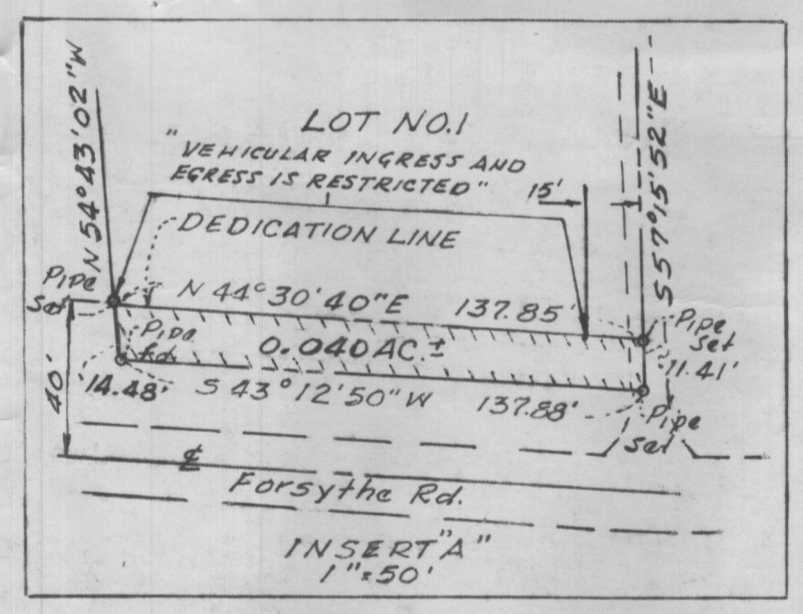 LOT NO.1
"VEHICULAR INGRESS AND
EGRESS IS RESTRICTED"
15'
N 54°43'02"W
S 57°15'52"E
DEDICATION LINE
Pipe
Set
N 44°30'40"E
137.85'
Pipe
Set
Pipe
fd.
0.040 AC.±
11.41'
14.48'
S 43°12'50"W
137.88'
Pipe
Set
40'
℄
Forsythe Rd.
INSERT "A"
1"=50'